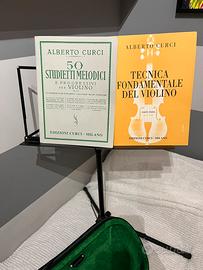 ALBERTO CURCI
50
STUDIETTI MELODICI
E PROGRESSIVI
PER VIOLINO
EDIZIONI CURCI - MILANO
ALBERTO CURCI
TECNICA
FONDAMENTALE
DEL VIOLINO
EDIZIONI CURCI - MILANO